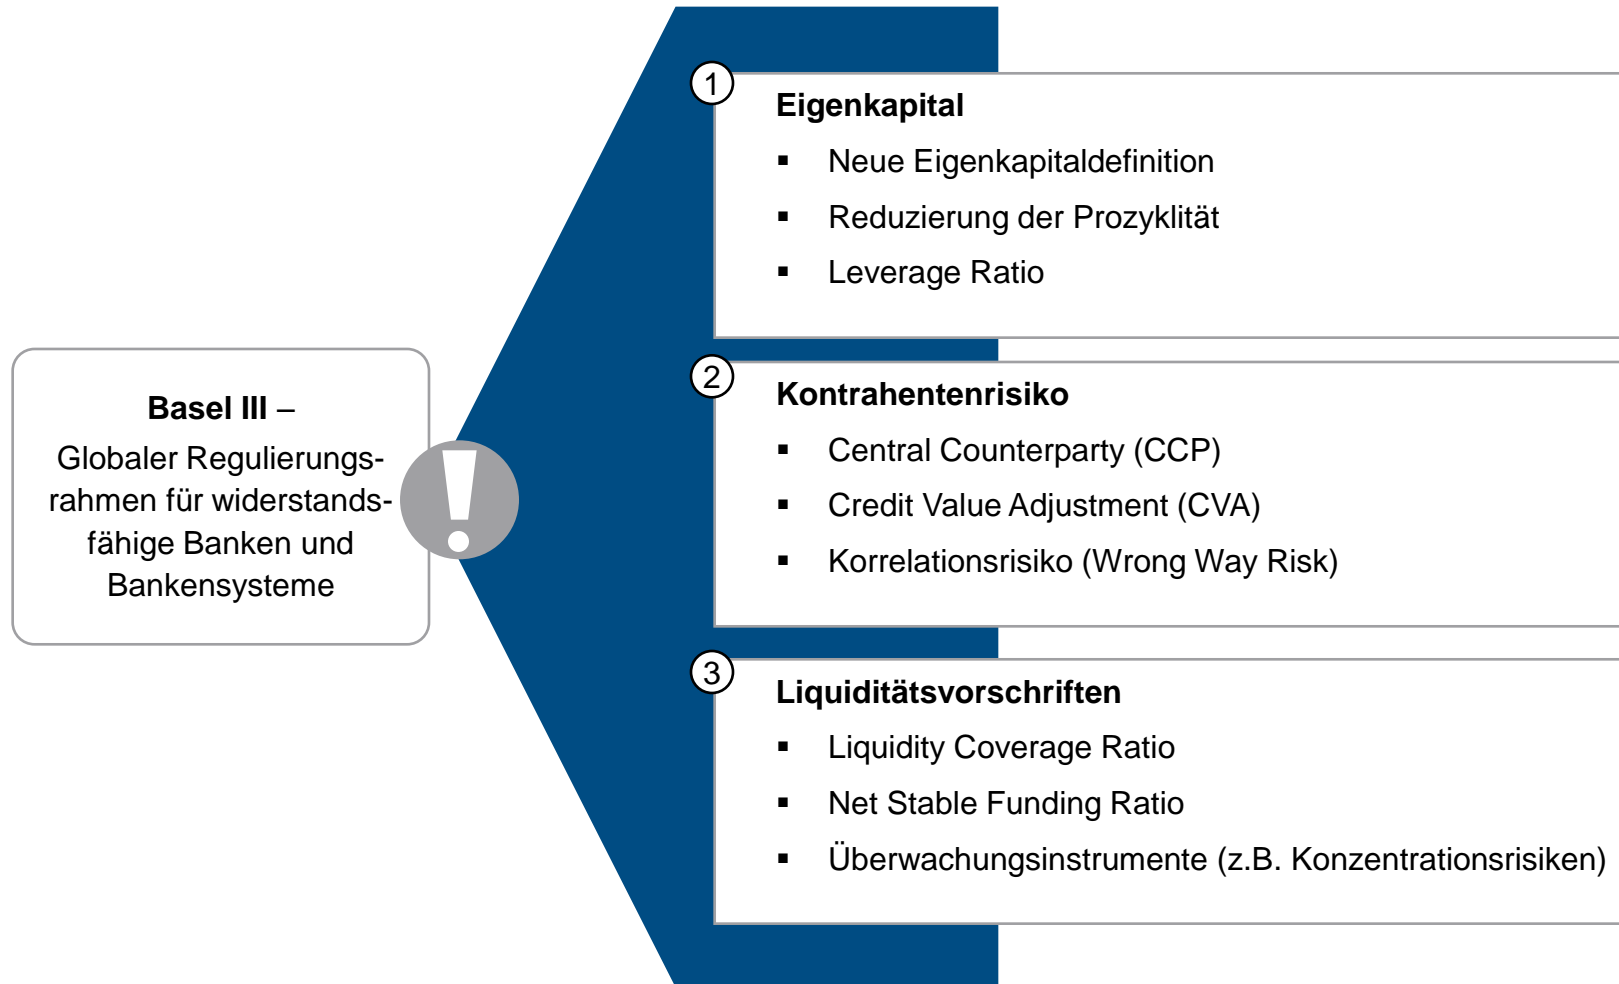 Basel III –
Globaler Regulierungs-
rahmen für widerstands-
fähige Banken und
Bankensysteme
1
Eigenkapital
▪ Neue Eigenkapitaldefinition
▪ Reduzierung der Prozyklität
▪ Leverage Ratio
2
Kontrahentenrisiko
▪ Central Counterparty (CCP)
▪ Credit Value Adjustment (CVA)
▪ Korrelationsrisiko (Wrong Way Risk)
3
Liquiditätsvorschriften
▪ Liquidity Coverage Ratio
▪ Net Stable Funding Ratio
▪ Überwachungsinstrumente (z.B. Konzentrationsrisiken)